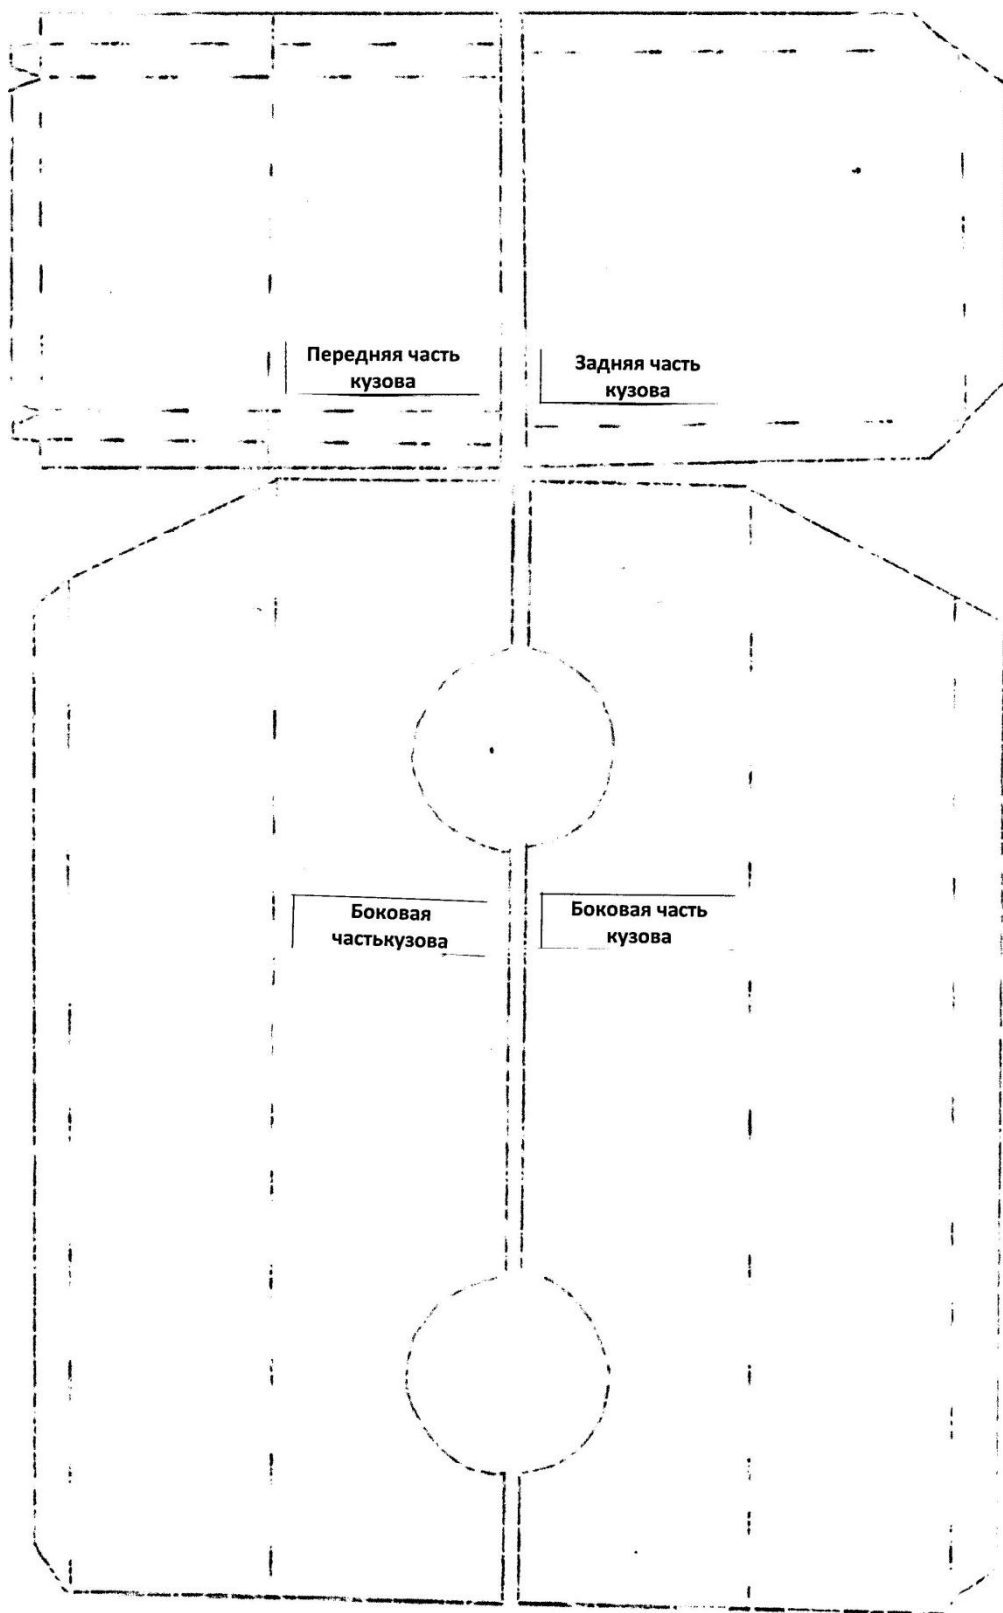 Передняя часть
кузова
Задняя часть
кузова
Боковая
частькузова
Боковая часть
кузова